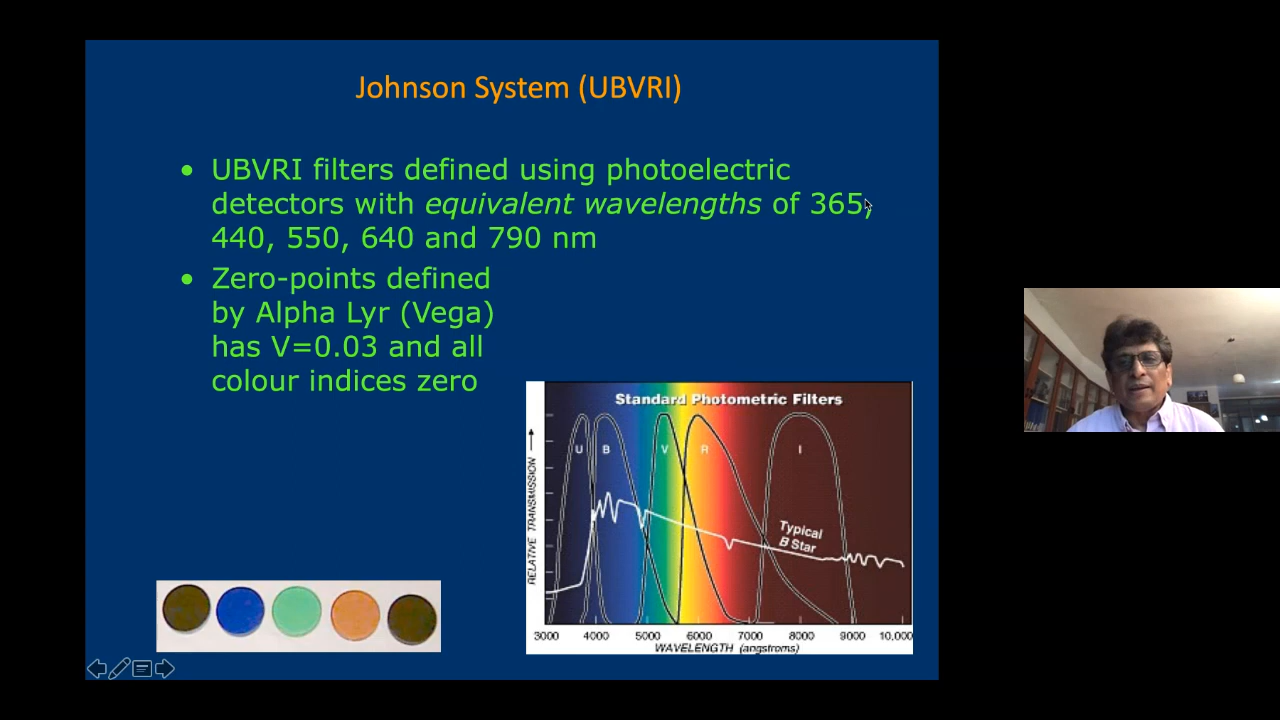 Johnson System (UBVRI)
• UBVRI filters defined using photoelectric
detectors with equivalent wavelengths of 365,
440, 550, 640 and 790 nm
• Zero-points defined
by Alpha Lyr (Vega)
has V=0.03 and all
colour indices zero
Standard Photometric Filters
U B V R I
RELATIVE TRANSMISSION
Typical
B Star
3000 4000 5000 6000 7000 8000 9000 10,000
WAVELENGTH (angstroms)